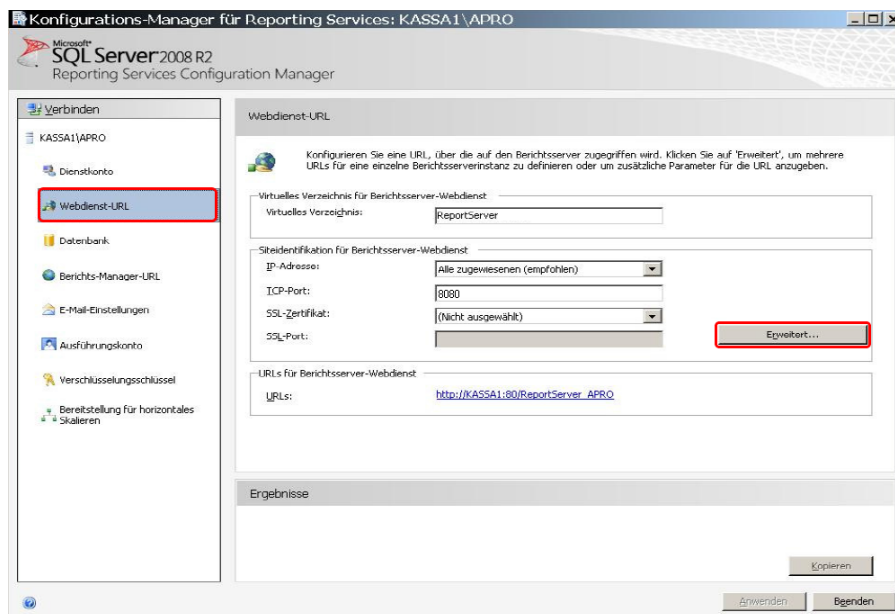 Konfigurations-Manager für Reporting Services: KASSA1\APRO
Microsoft
SQL Server 2008 R2
Reporting Services Configuration Manager
Verbinden
KASSA1\APRO
Dienstkonto
Webdienst-URL
Datenbank
Berichts-Manager-URL
E-Mail-Einstellungen
Ausführungskonto
Verschlüsselungsschlüssel
Bereitstellung für horizontales
Skalieren
Webdienst-URL
Konfigurieren Sie eine URL, über die auf den Berichtsserver zugegriffen wird. Klicken Sie auf 'Erweitert', um mehrere
URLs für eine einzelne Berichtsserverinstanz zu definieren oder um zusätzliche Parameter für die URL anzugeben.
Virtuelles Verzeichnis für Berichtsserver-Webdienst
Virtuelles Verzeichnis: ReportServer
Siteidentifikation für Berichtsserver-Webdienst
IP-Adresse: Alle zugewiesenen (empfohlen)
TCP-Port: 8080
SSL-Zertifikat: (Nicht ausgewählt)
SSL-Port:
Erweitert...
URLs für Berichtsserver-Webdienst
URLs: http://KASSA1:80/ReportServer_APRO
Ergebnisse
Kopieren
Anwenden
Beenden